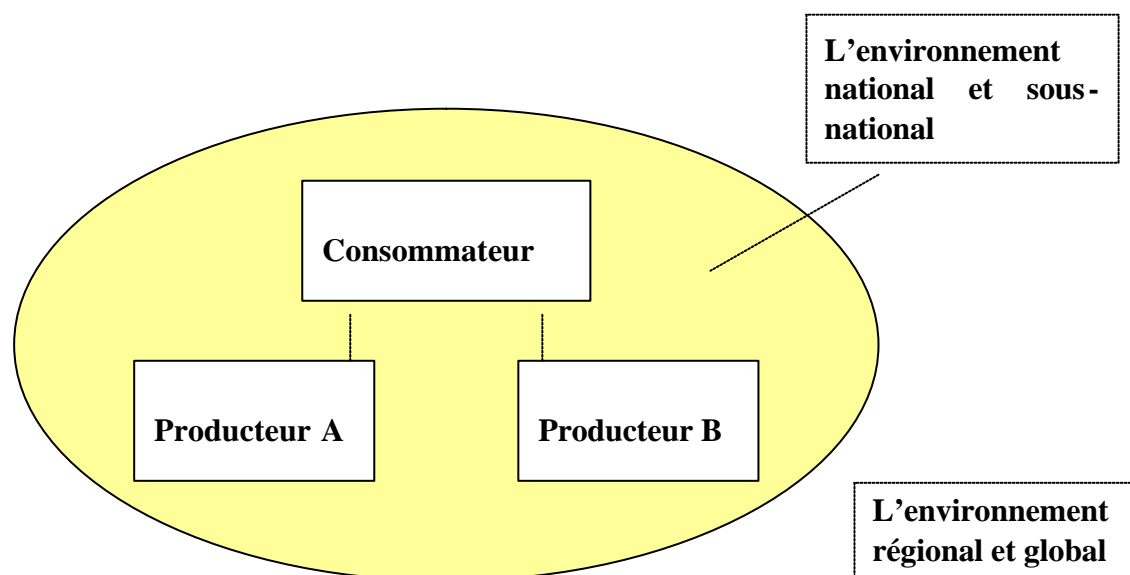 L'environnement
national et sous-
national
Consommateur
Producteur A
Producteur B
L'environnement
régional et global